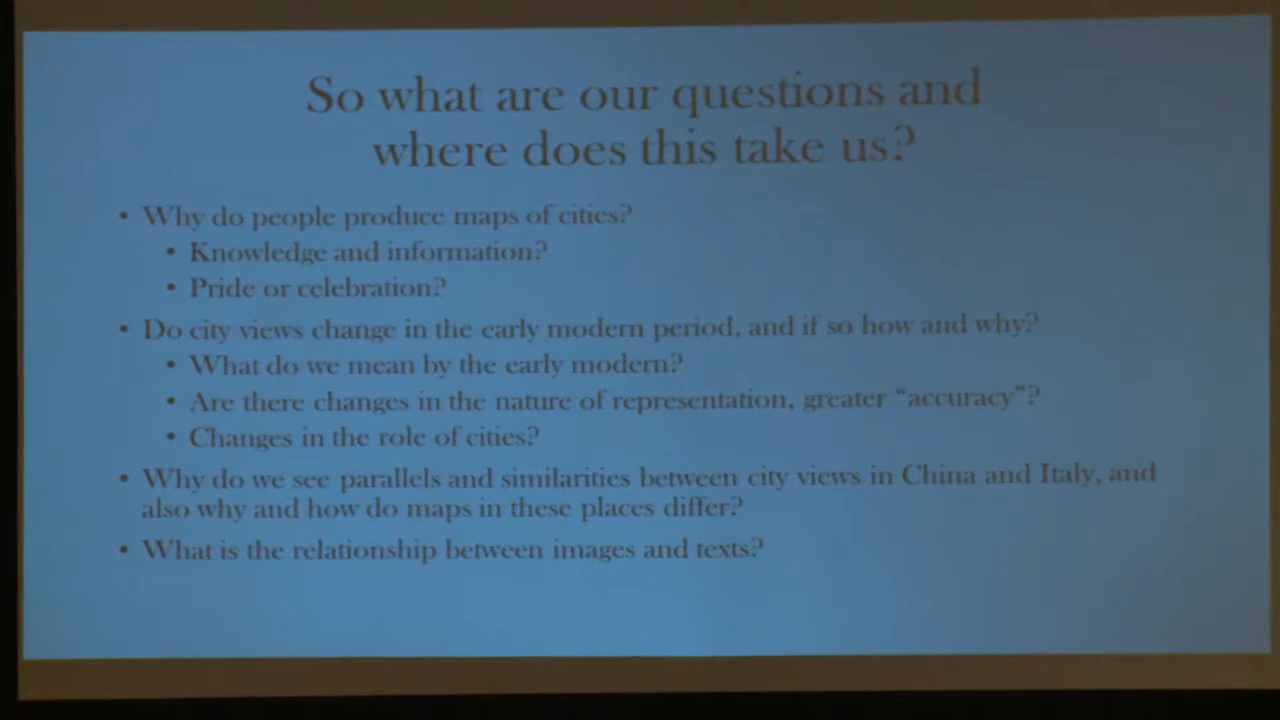 So what are our questions and
where does this take us?
• Why do people produce maps of cities?
• Knowledge and information?
• Pride or celebration?
• Do city views change in the early modern period, and if so how and why?
• What do we mean by the early modern?
• Are there changes in the nature of representation, greater “accuracy”?
• Changes in the role of cities?
• Why do we see parallels and similarities between city views in China and Italy, and
also why and how do maps in these places differ?
• What is the relationship between images and texts?